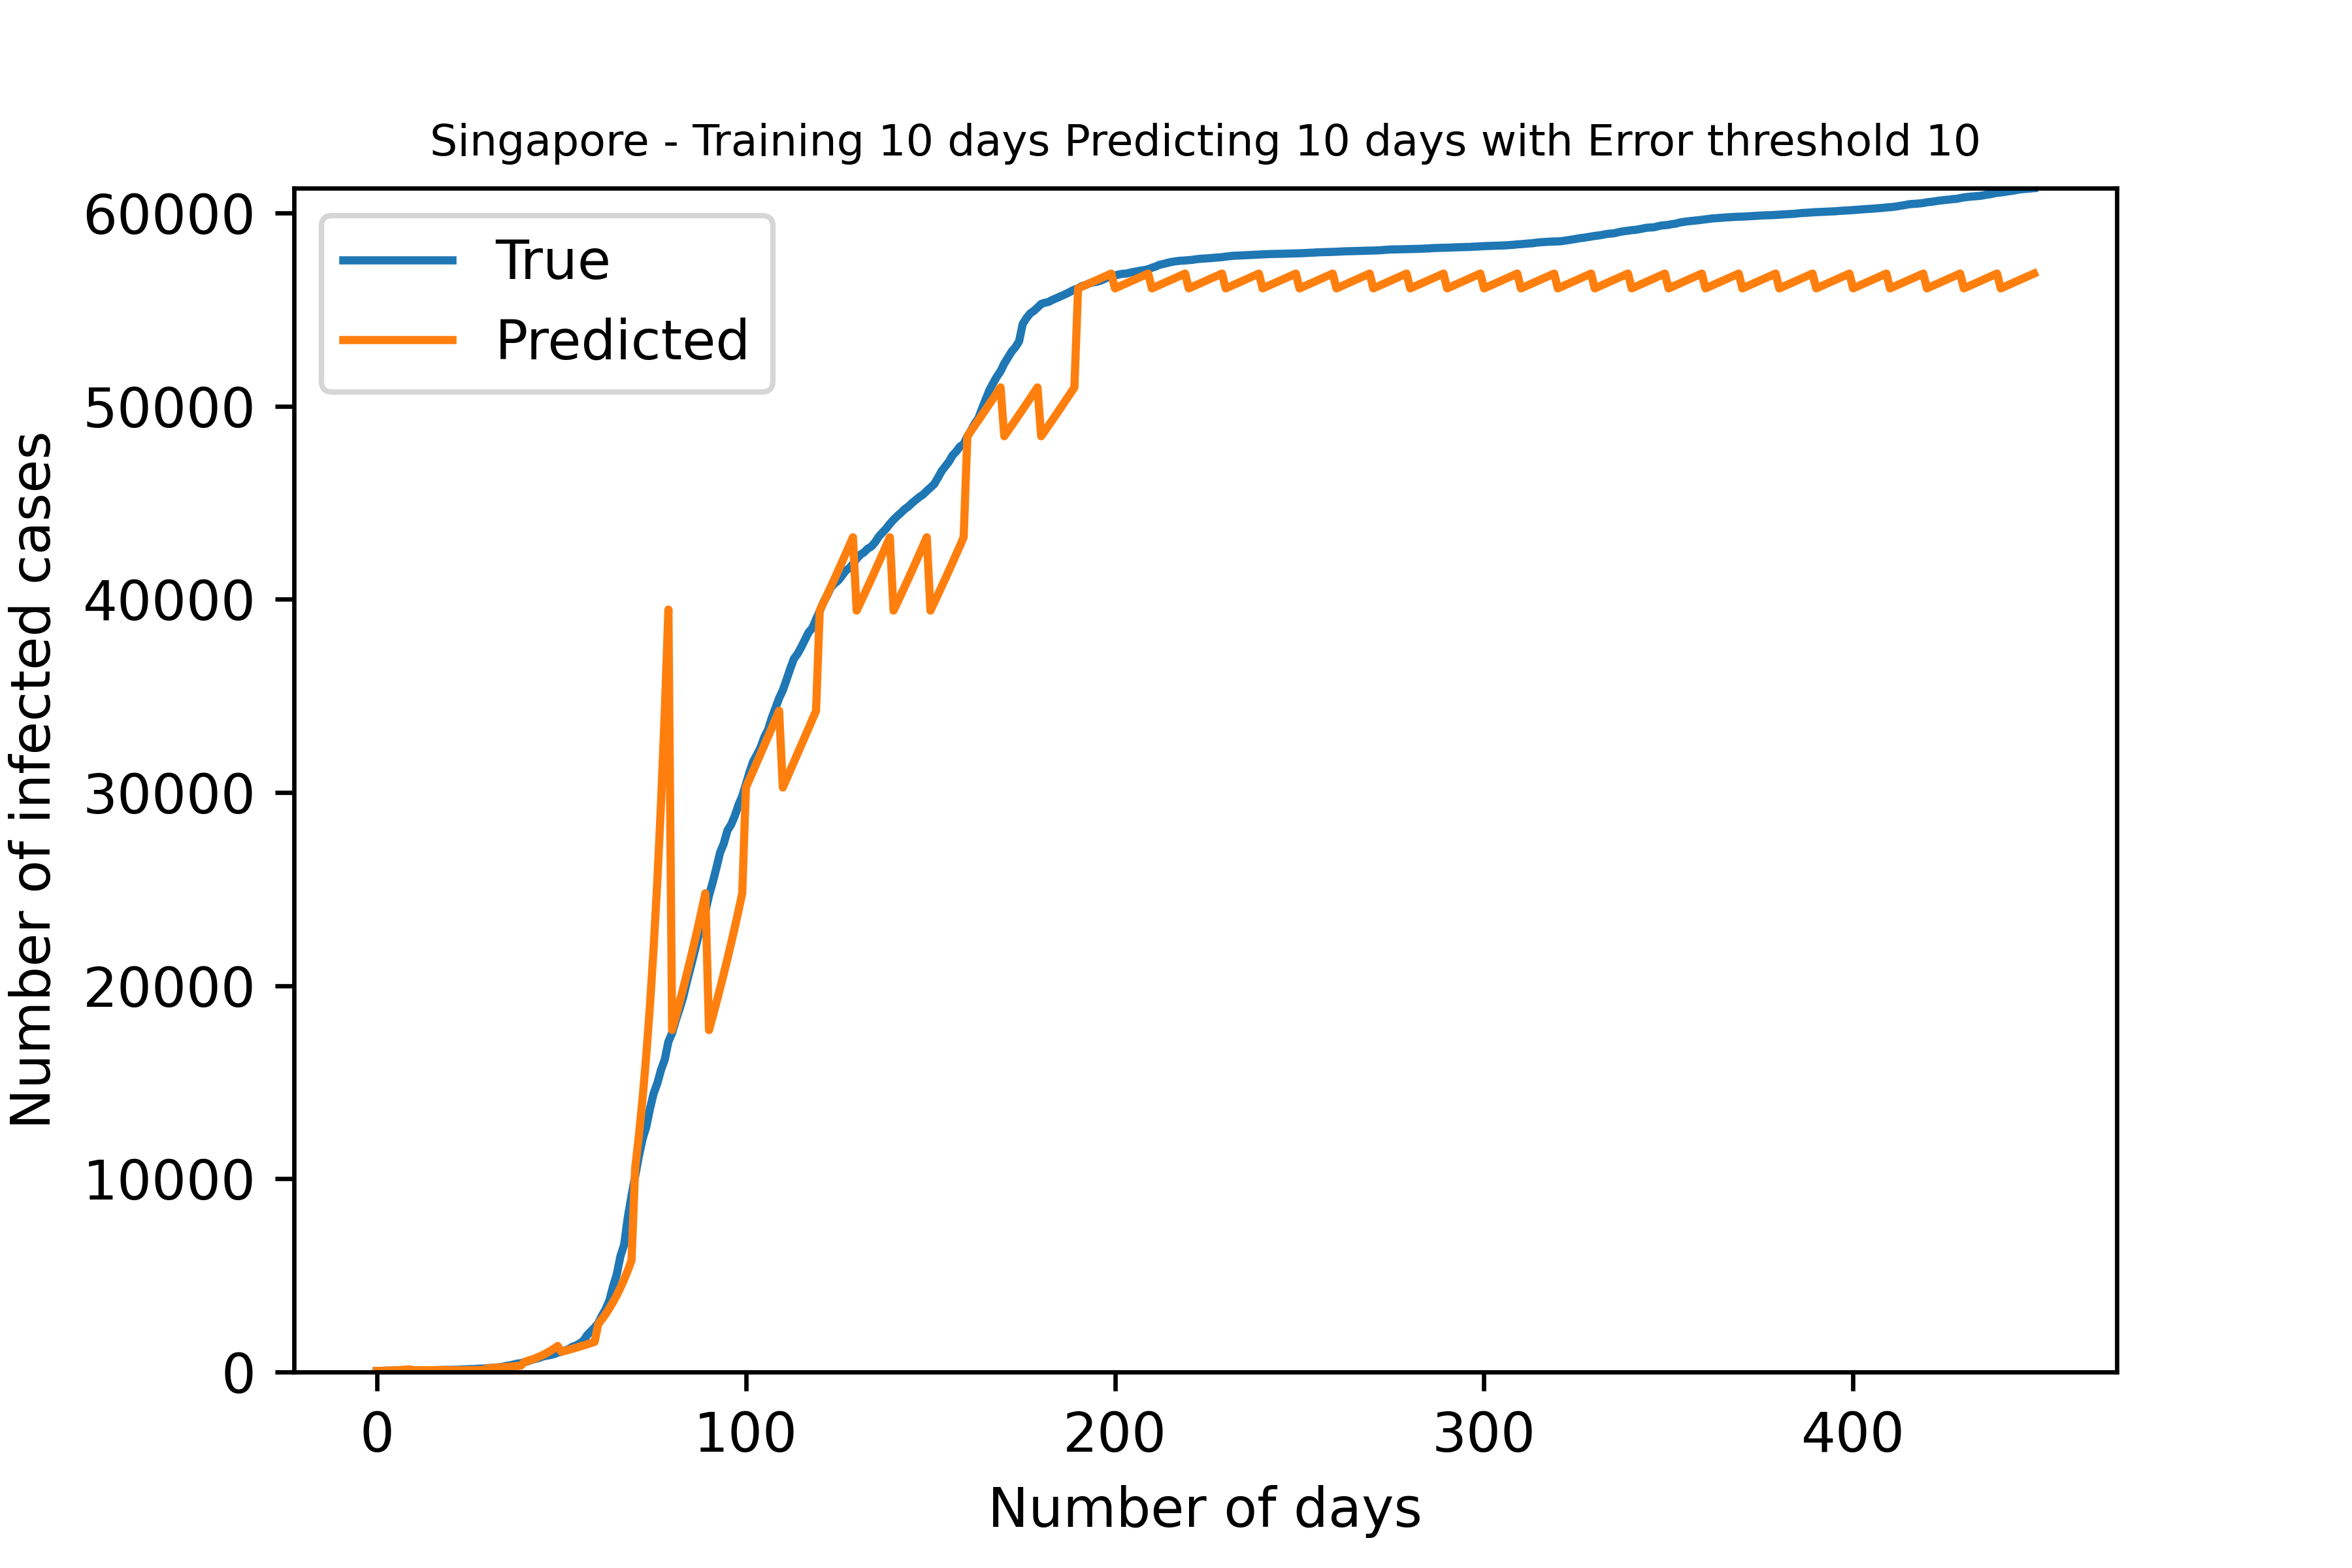 Singapore - Training 10 days Predicting 10 days with Error threshold 10
True
Predicted
Number of infected cases
60000
50000
40000
30000
20000
10000
0
0 100 200 300 400
Number of days